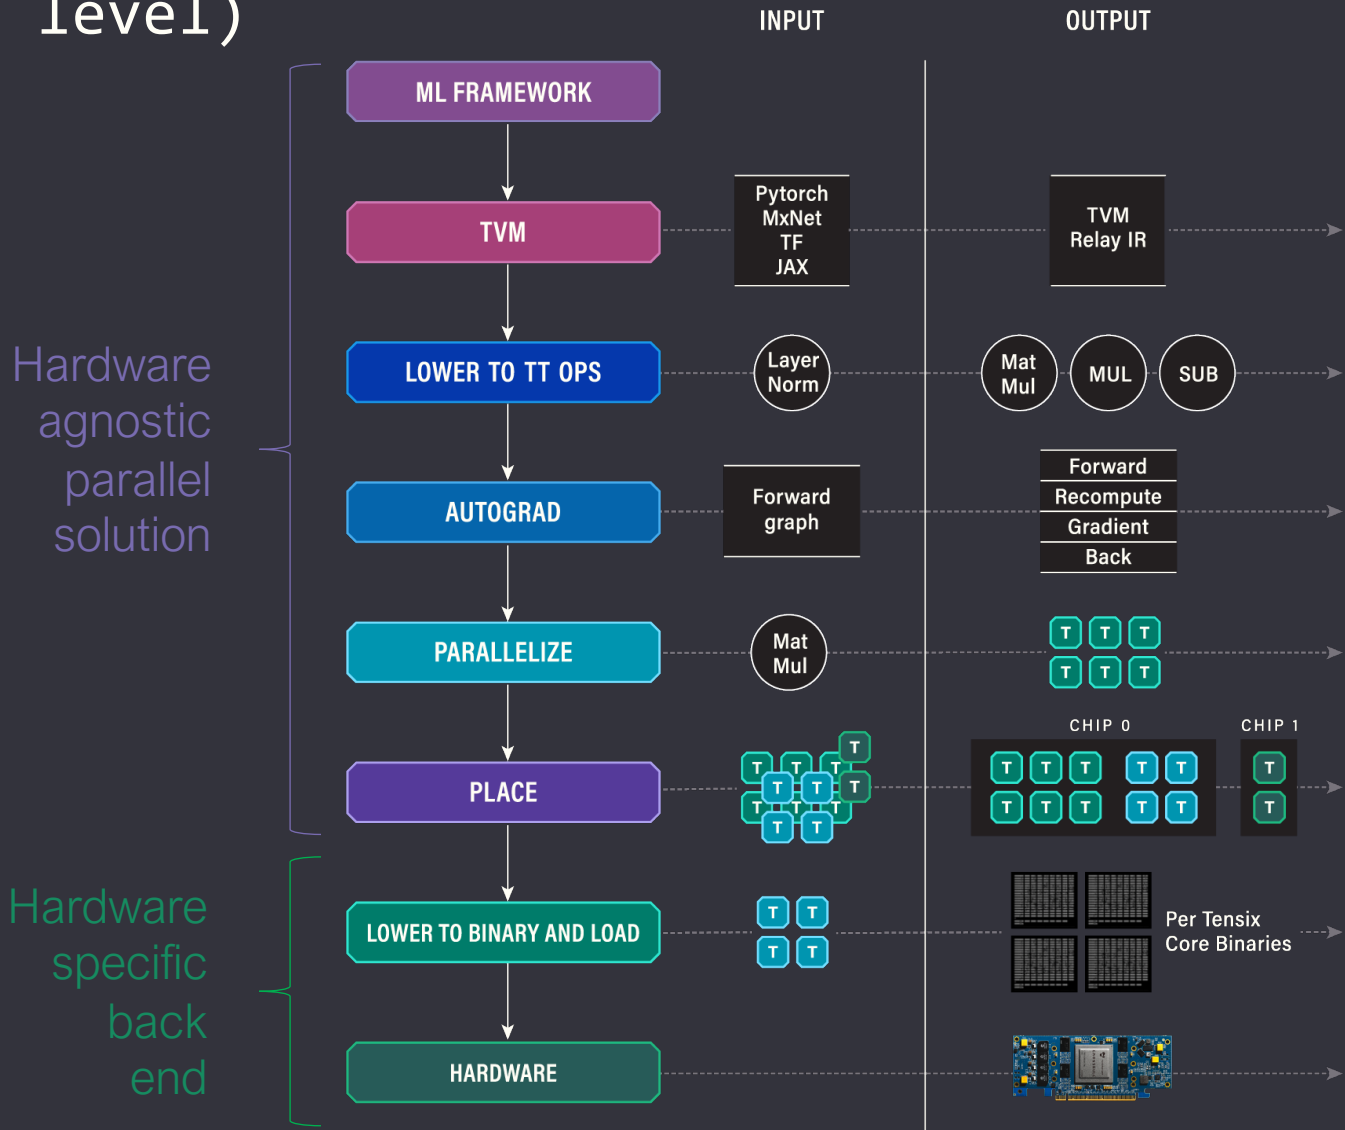 level)
INPUT
OUTPUT
ML FRAMEWORK
TVM
Pytorch
MxNet
TF
JAX
TVM
Relay IR
LOWER TO TT OPS
Layer
Norm
Mat
Mul
MUL
SUB
Hardware
agnostic
parallel
solution
AUTOGRAD
Forward
graph
Forward
Recompute
Gradient
Back
PARALLELIZE
Mat
Mul
T T T
T T T
PLACE
T
T T T
T T
T
T T T
T T
CHIP 0
T T T T T
T T T T T
CHIP 1
T
T
Hardware
specific
back
end
LOWER TO BINARY AND LOAD
T T
T T
Per Tensix
Core Binaries
HARDWARE